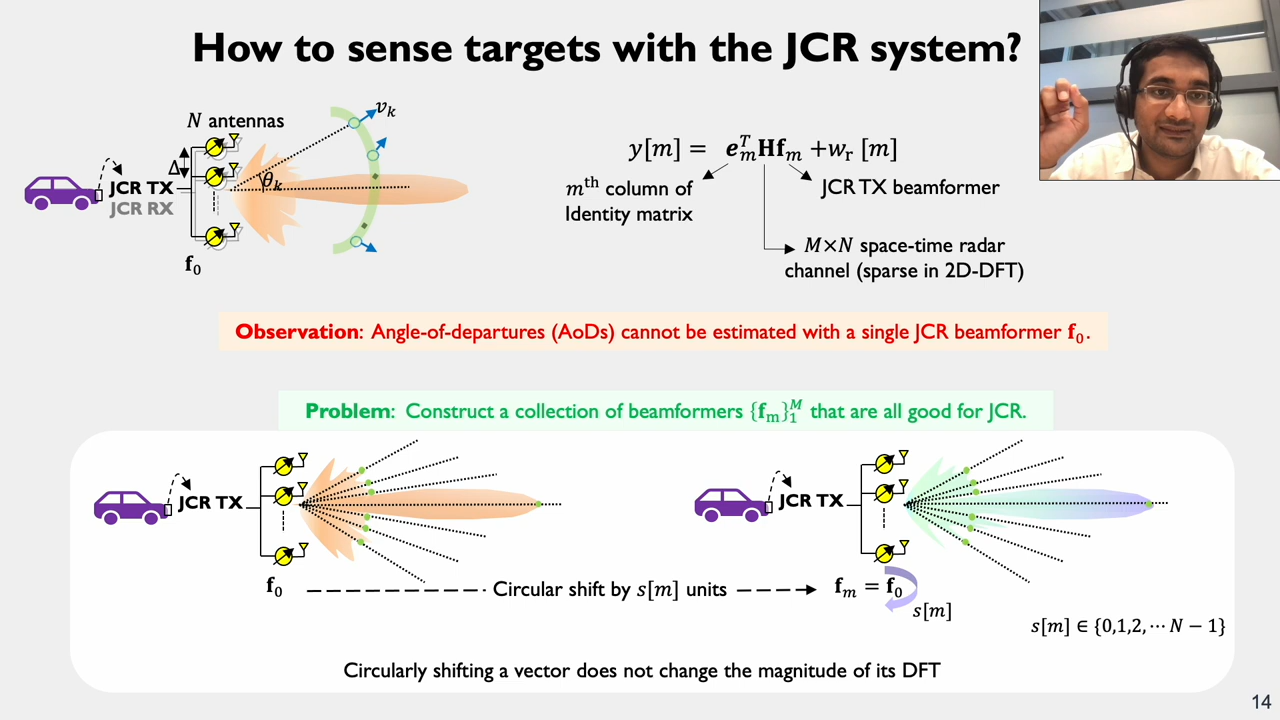 How to sense targets with the JCR system?
N antennas
v_k
Δ
θ_k
JCR TX
JCR RX
f_0
y[m] = e_m^T Hf_m +w_r [m]
m^th column of
Identity matrix
JCR TX beamformer
M×N space-time radar
channel (sparse in 2D-DFT)
Observation: Angle-of-departures (AoDs) cannot be estimated with a single JCR beamformer f_0.
Problem: Construct a collection of beamformers {f_m}_1^M that are all good for JCR.
JCR TX
f_0
Circular shift by s[m] units
JCR TX
f_m = f_0
s[m]
s[m] ∈ {0,1,2, ⋯ N − 1}
Circularly shifting a vector does not change the magnitude of its DFT
14